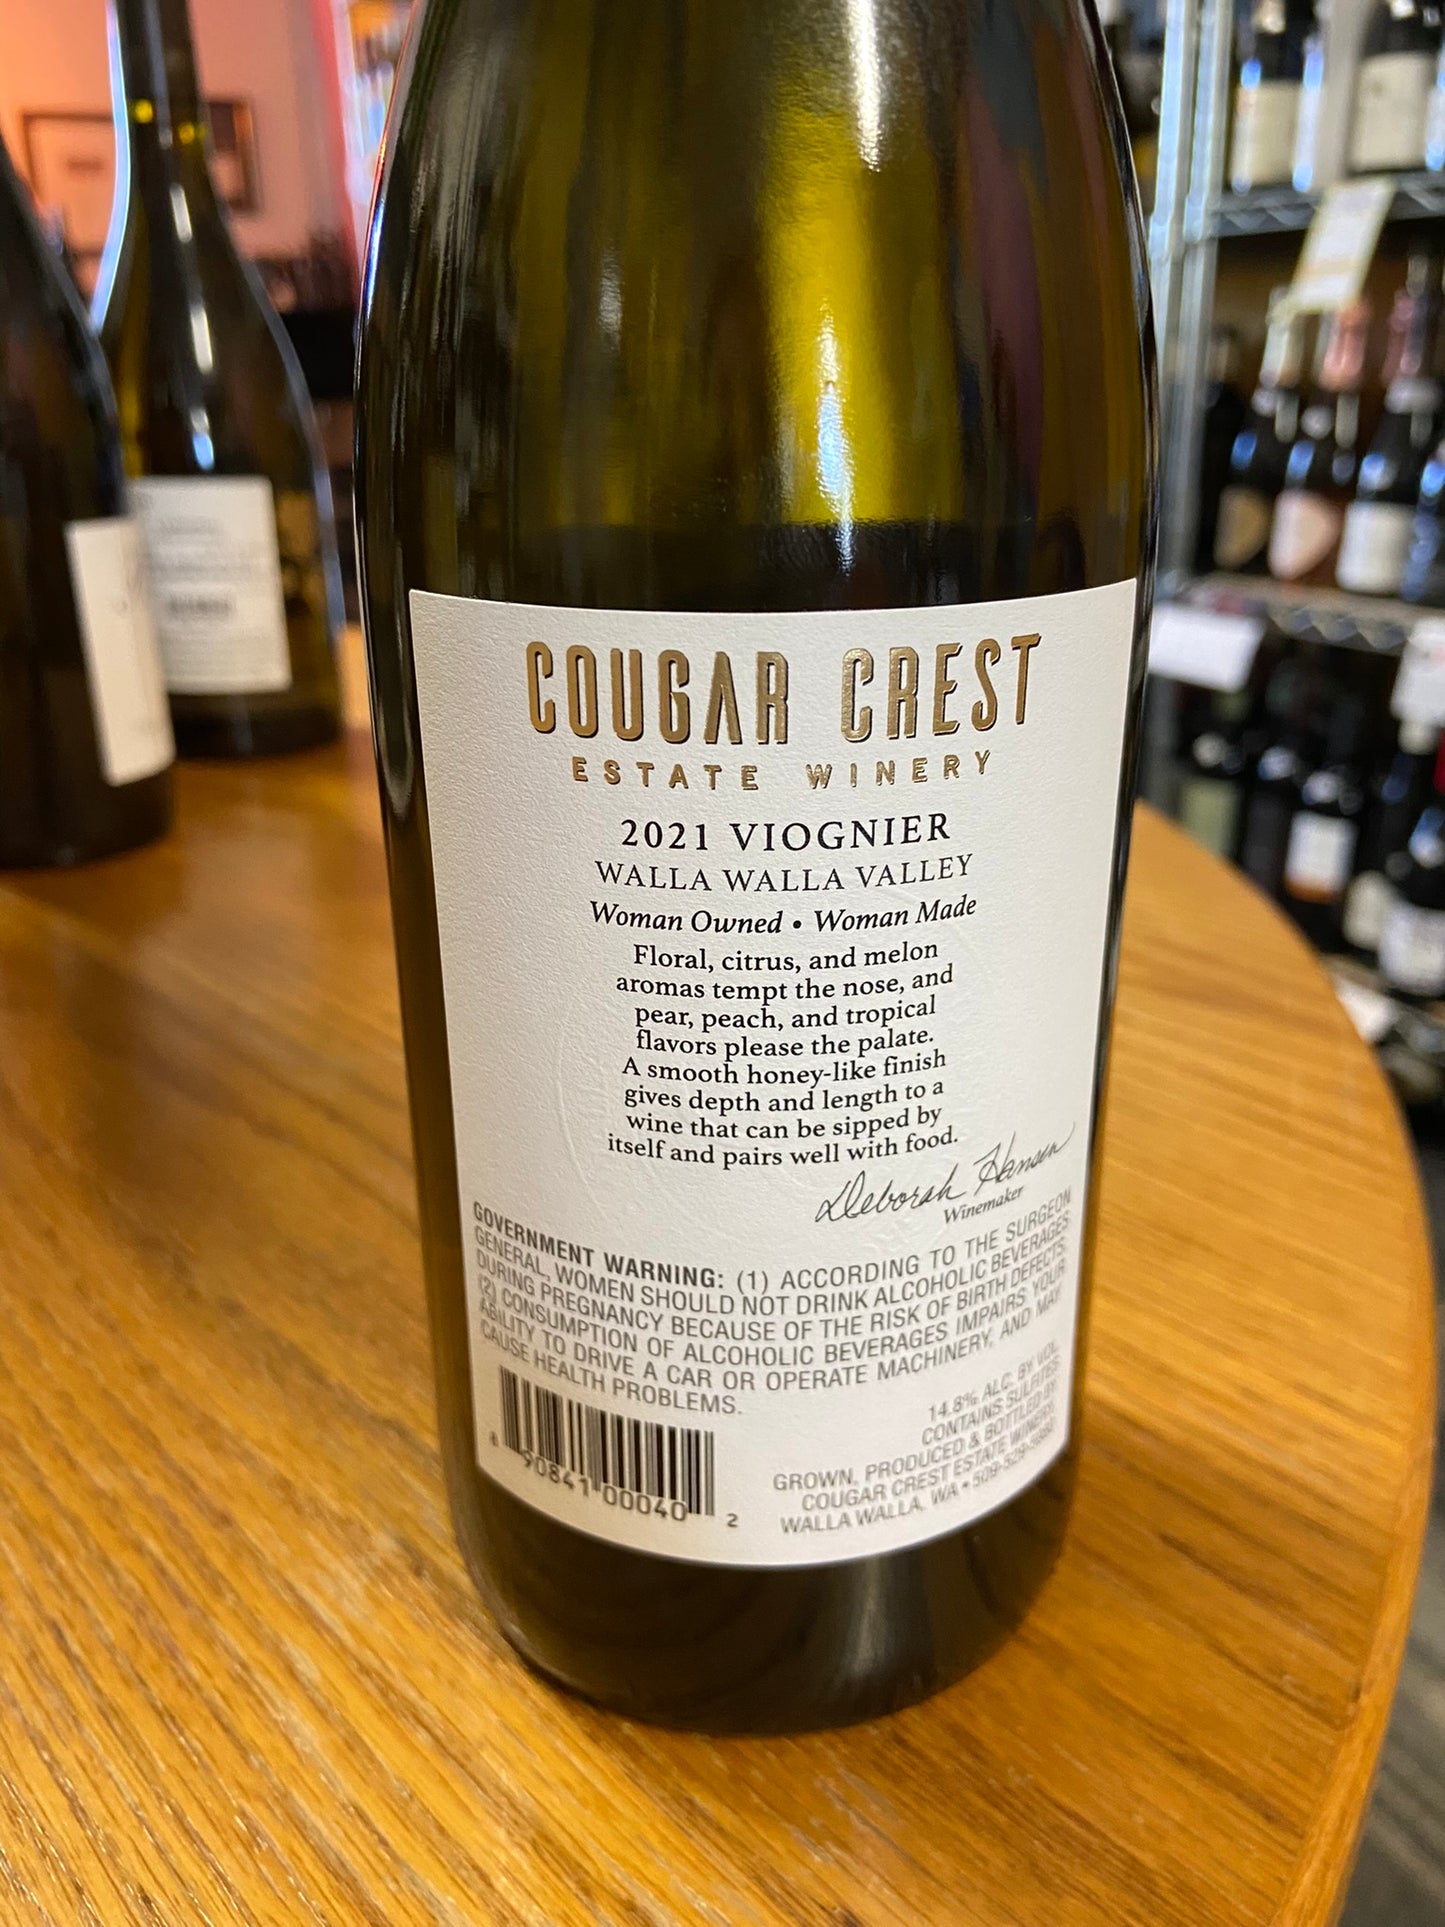 COUGAR CREST
ESTATE WINERY
2021 VIOGNIER
WALLA WALLA VALLEY
Woman Owned • Woman Made
Floral, citrus, and melon
aromas tempt the nose, and
pear, peach, and tropical
flavors please the palate.
A smooth honey-like finish
gives depth and length to a
wine that can be sipped by
itself and pairs well with food.
Deborah Hansen
Winemaker
GOVERNMENT WARNING: (1) ACCORDING TO THE SURGEON
GENERAL, WOMEN SHOULD NOT DRINK ALCOHOLIC BEVERAGES
DURING PREGNANCY BECAUSE OF THE RISK OF BIRTH DEFECTS.
(2) CONSUMPTION OF ALCOHOLIC BEVERAGES IMPAIRS YOUR
ABILITY TO DRIVE A CAR OR OPERATE MACHINERY, AND MAY
CAUSE HEALTH PROBLEMS.
14.8% ALC. BY VOL.
CONTAINS SULFITES
GROWN, PRODUCED & BOTTLED BY
COUGAR CREST ESTATE WINERY,
WALLA WALLA, WA •
90841 00040 2